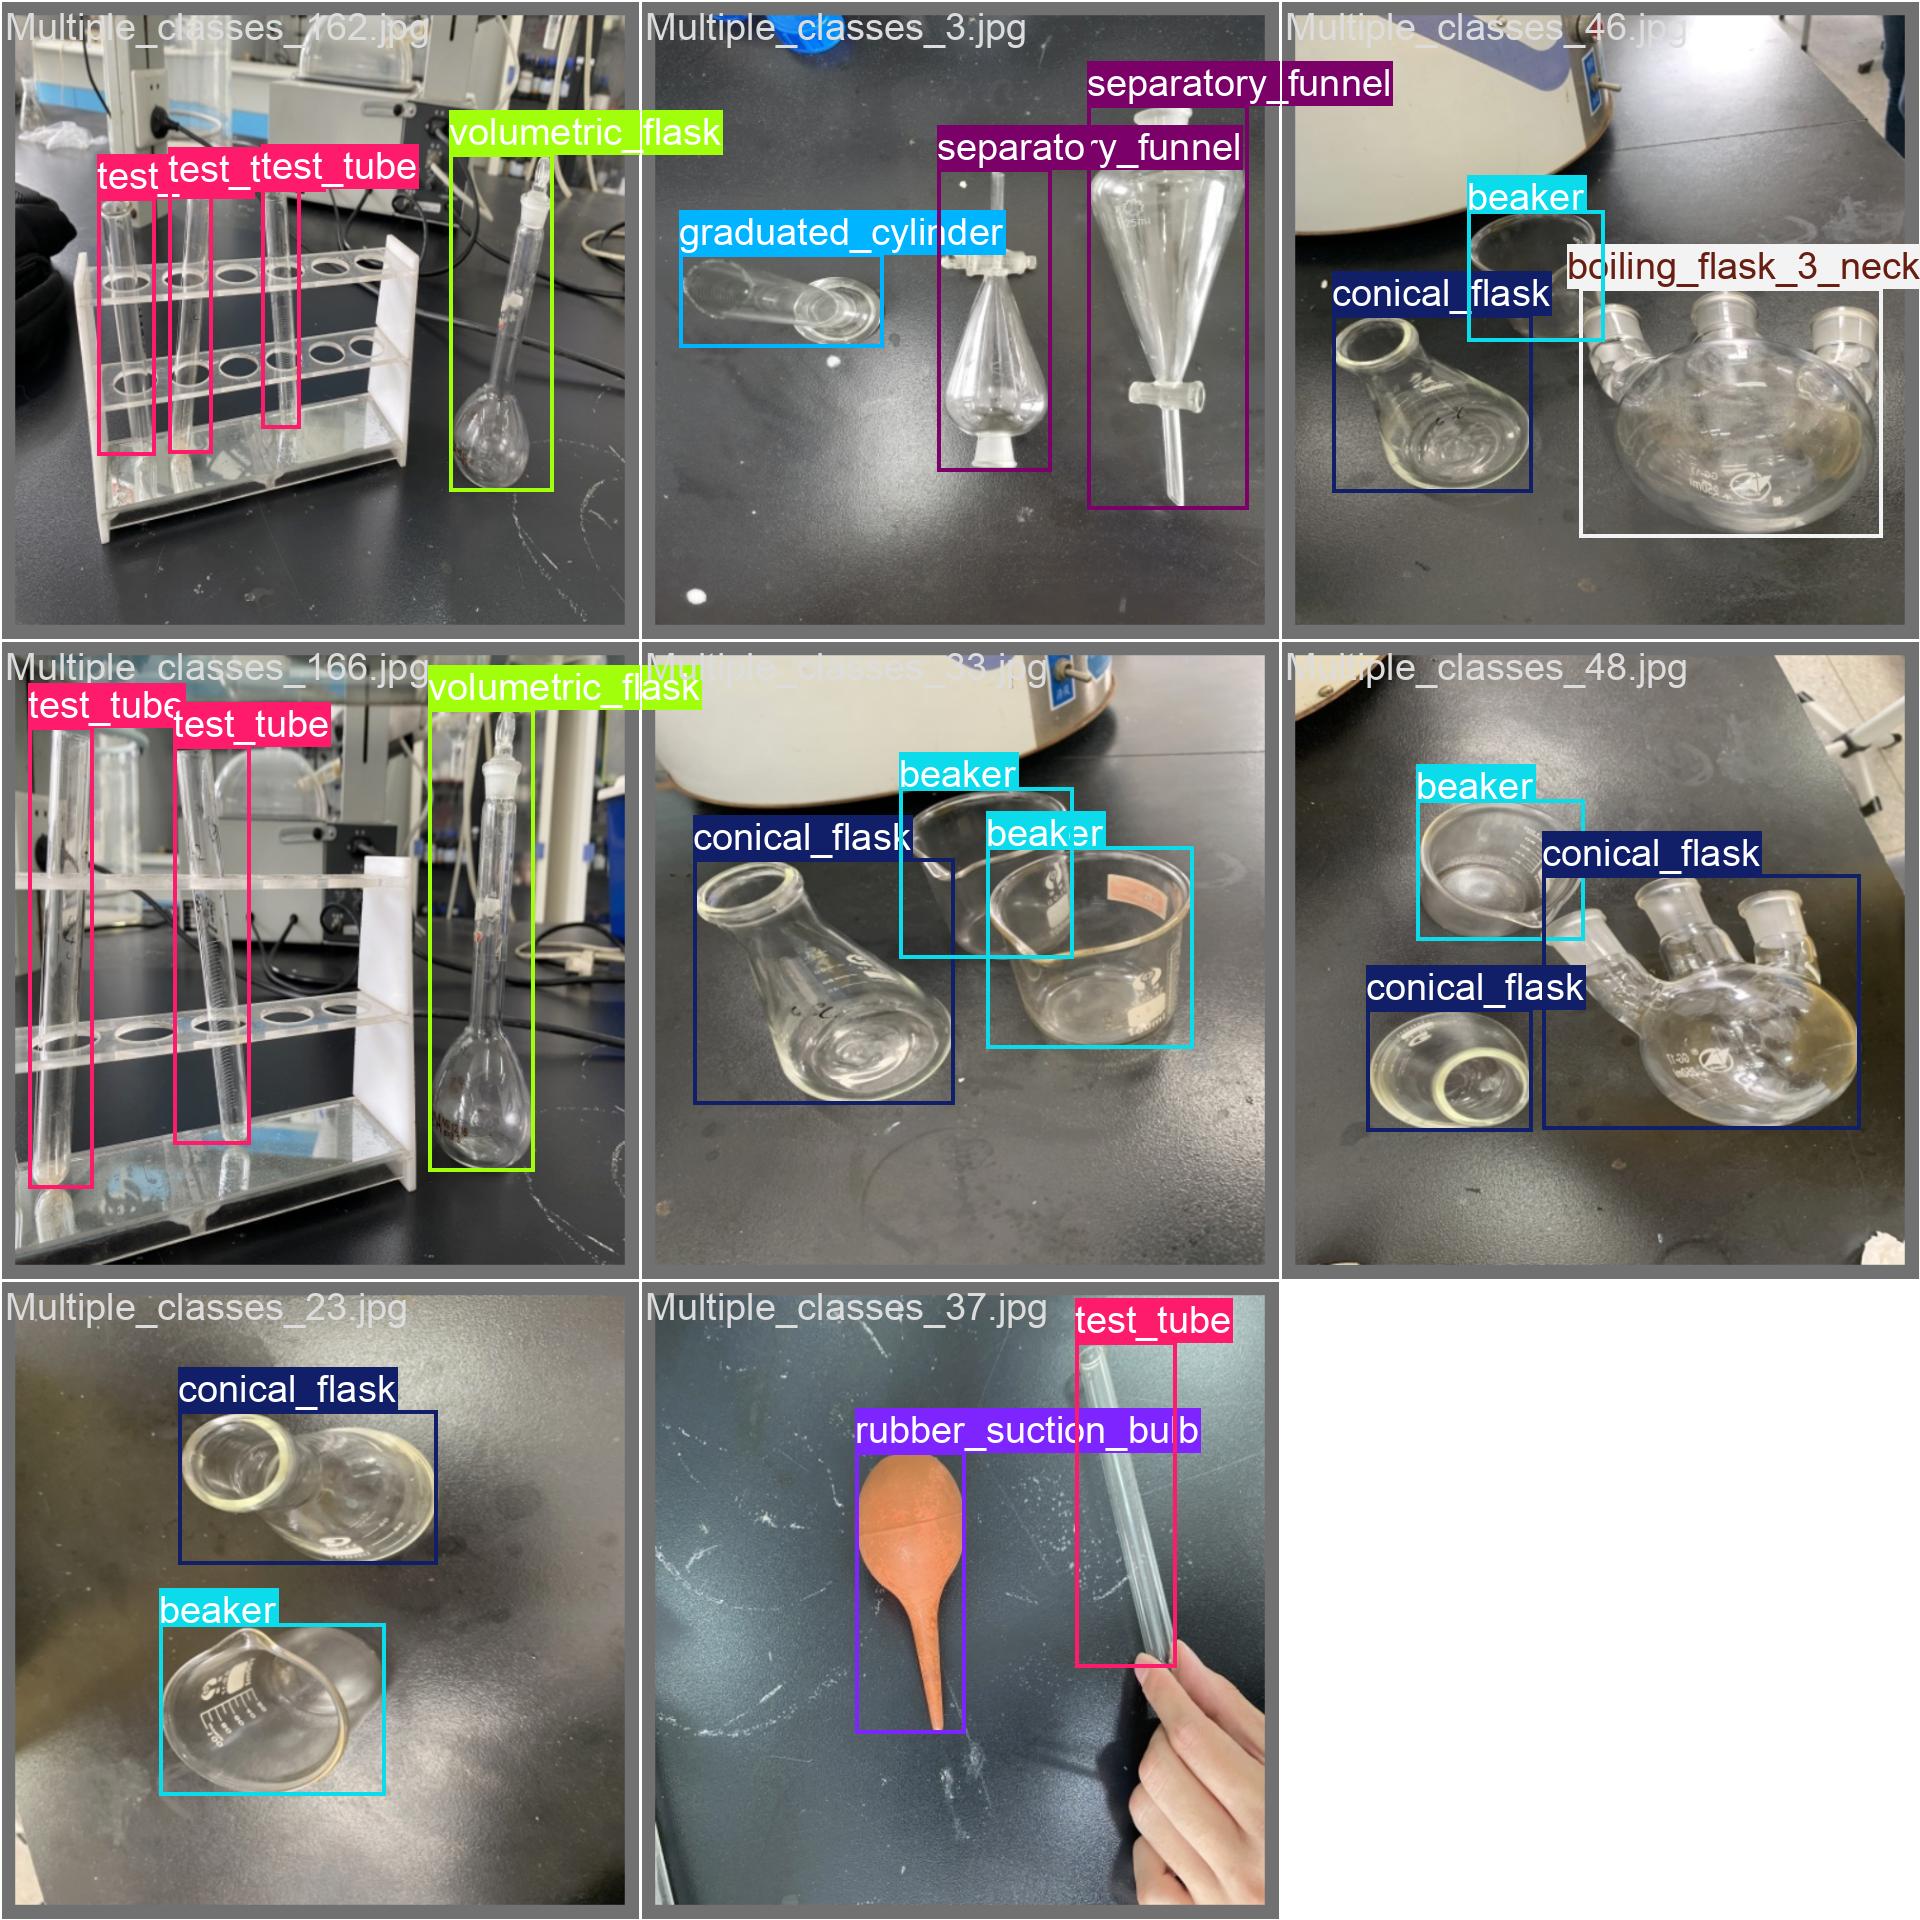 Multiple_classes_162.jpg
volumetric_flask
test_
test_t
test_tube
Multiple_classes_3.jpg
separatory_funnel
separatory_funnel
graduated_cylinder
Multiple_classes_46.jpg
beaker
boiling_flask_3_neck
conical_flask
250ml
Multiple_classes_166.jpg
volumetric_flask
test_tube
test_tube
Multiple_classes_33.jpg
beaker
beaker
conical_flask
Multiple_classes_48.jpg
beaker
conical_flask
conical_flask
Multiple_classes_23.jpg
conical_flask
beaker
Multiple_classes_37.jpg
test_tube
rubber_suction_bulb